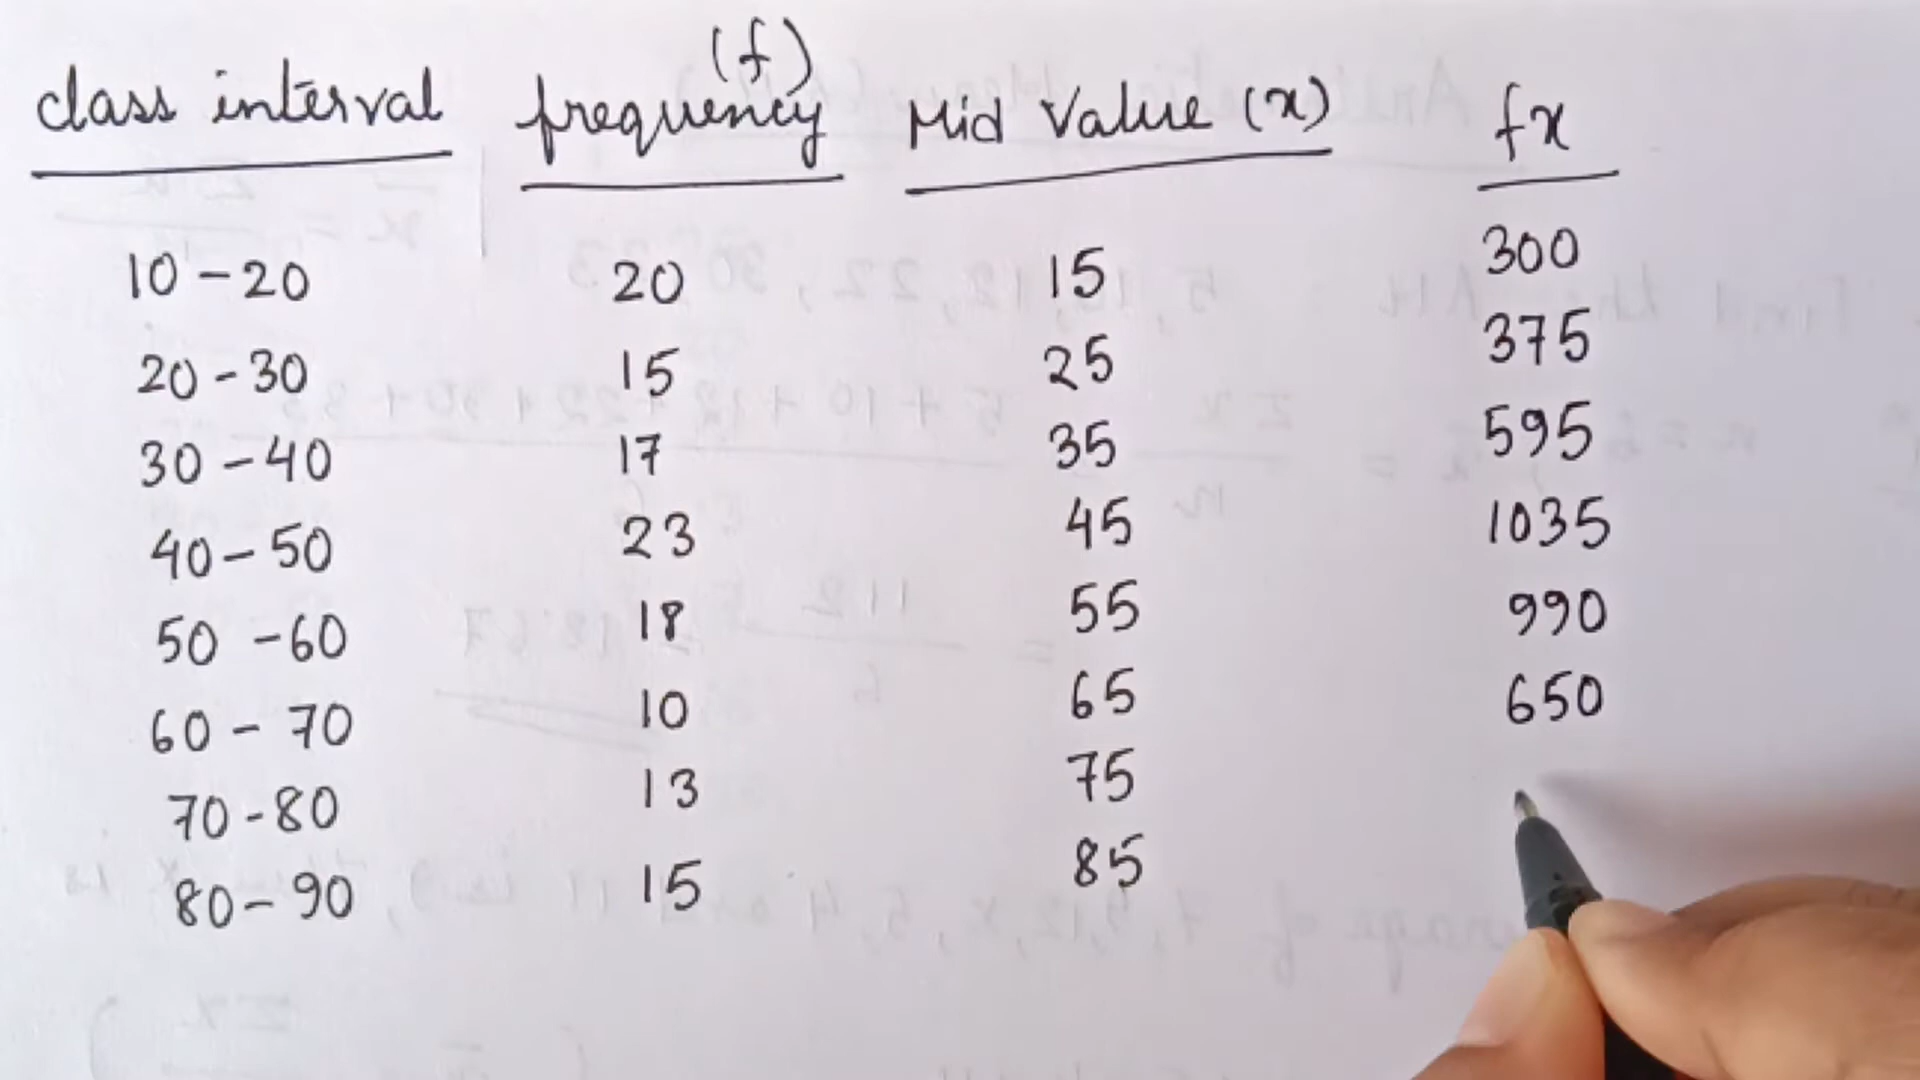 (f)
class interval frequency Mid Value (x) fx
10-20 20 15 300
20-30 15 25 375
30-40 17 35 595
40-50 23 45 1035
50-60 18 55 990
60-70 10 65 650
70-80 13 75
80-90 15 85